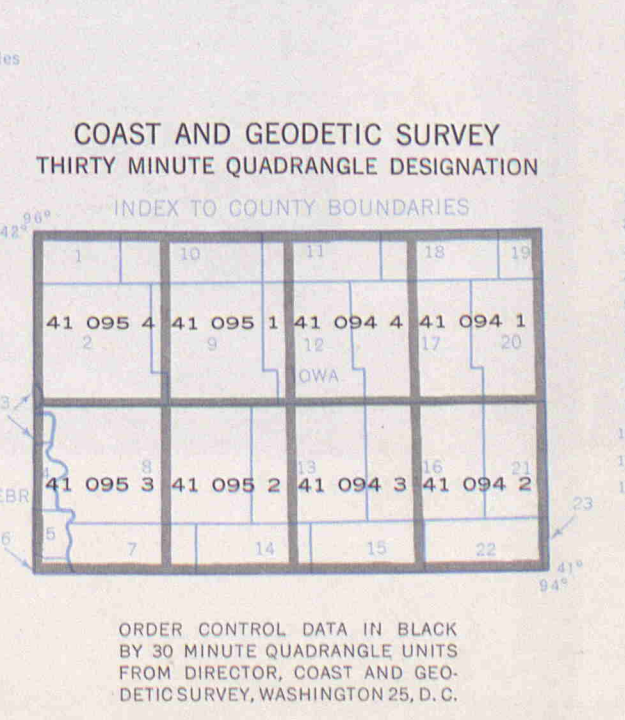 les
COAST AND GEODETIC SURVEY
THIRTY MINUTE QUADRANGLE DESIGNATION
INDEX TO COUNTY BOUNDARIES
96°
42°
1 10 11 18 19
41 095 4 41 095 1 41 094 4 41 094 1
2 9 12 17 20
IOWA
3
4 8 13 16 21
41 095 3 41 095 2 41 094 3 41 094 2
EBR
23
6 5 7 14 15 22
41°
94°
ORDER CONTROL DATA IN BLACK
BY 30 MINUTE QUADRANGLE UNITS
FROM DIRECTOR, COAST AND GEO-
DETIC SURVEY, WASHINGTON 25, D. C.